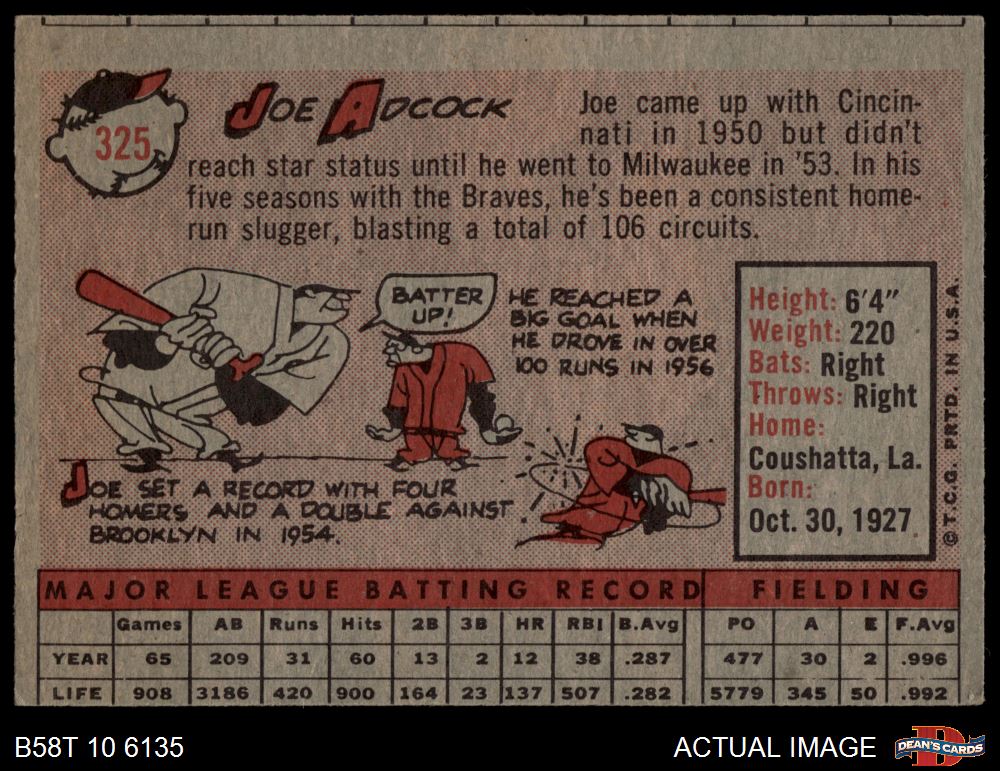 325
JOE ADCOCK
Joe came up with Cincin-
nati in 1950 but didn't
reach star status until he went to Milwaukee in '53. In his
five seasons with the Braves, he's been a consistent home-
run slugger, blasting a total of 106 circuits.
BATTER
UP!
HE REACHED A
BIG GOAL WHEN
HE DROVE IN OVER
100 RUNS IN 1956
JOE SET A RECORD WITH FOUR
HOMERS AND A DOUBLE AGAINST
BROOKLYN IN 1954.
Height: 6'4"
Weight: 220
Bats: Right
Throws: Right
Home:
Coushatta, La.
Born:
Oct. 30, 1927
© T.C.G. PRTD. IN U.S.A.
MAJOR LEAGUE BATTING RECORD FIELDING
Games AB Runs Hits 2B 3B HR RBI B.Avg PO A E F.Avg
YEAR 65 209 31 60 13 2 12 38 .287 477 30 2 .996
LIFE 908 3186 420 900 164 23 137 507 .282 5779 345 50 .992
B58T 10 6135 ACTUAL IMAGE
D
DEAN'S CARDS